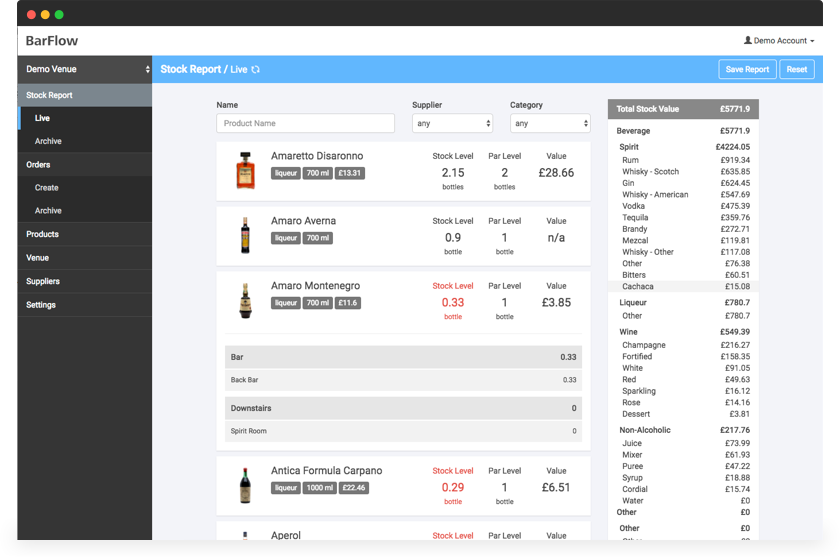 BarFlow
Demo Account
Demo Venue
Stock Report / Live
Save Report
Reset
Stock Report
Live
Archive
Orders
Create
Archive
Products
Venue
Suppliers
Settings
Name
Supplier
Category
Product Name
any
any
Amaretto Disaronno
liqueur 700 ml £13.31
Stock Level Par Level Value
2.15 2 £28.66
bottles bottles
Amaro Averna
liqueur 700 ml
Stock Level Par Level Value
0.9 1 n/a
bottle bottle
Amaro Montenegro
liqueur 700 ml £11.6
Stock Level Par Level Value
0.33 1 £3.85
bottle bottle
Bar 0.33
Back Bar 0.33
Downstairs 0
Spirit Room 0
Antica Formula Carpano
liqueur 1000 ml £22.46
Stock Level Par Level Value
0.29 1 £6.51
bottle bottle
Aperol
Stock Level Par Level Value
Total Stock Value £5771.9
Beverage £5771.9
Spirit £4224.05
Rum £919.34
Whisky - Scotch £635.85
Gin £624.45
Whisky - American £547.69
Vodka £475.39
Tequila £359.76
Brandy £272.71
Mezcal £119.81
Whisky - Other £117.08
Other £76.38
Bitters £60.51
Cachaca £15.08
Liqueur £780.7
Other £780.7
Wine £549.39
Champagne £216.27
Fortified £158.35
White £91.05
Red £49.63
Sparkling £16.12
Rose £14.16
Dessert £3.81
Non-Alcoholic £217.76
Juice £73.99
Mixer £61.93
Puree £47.22
Syrup £18.88
Cordial £15.74
Water £0
Other £0
Other £0